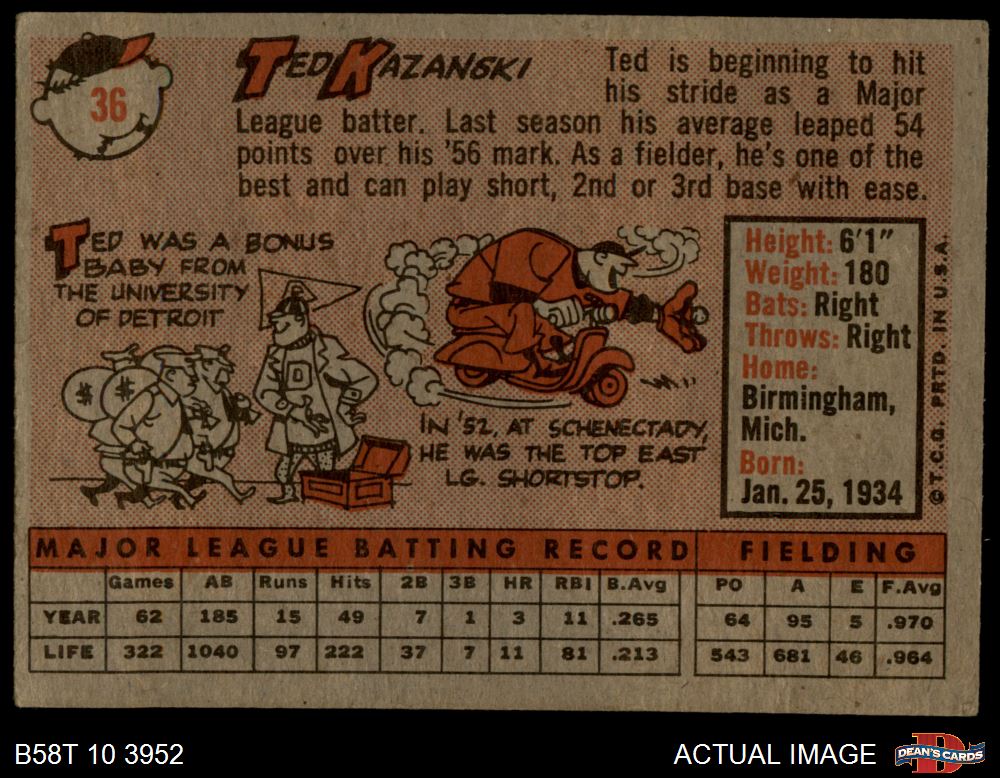 36
TED KAZANSKI
Ted is beginning to hit
his stride as a Major
League batter. Last season his average leaped 54
points over his '56 mark. As a fielder, he's one of the
best and can play short, 2nd or 3rd base with ease.
TED WAS A BONUS
BABY FROM
THE UNIVERSITY
OF DETROIT
$ $
D
IN '52, AT SCHENECTADY,
HE WAS THE TOP EAST
LG. SHORTSTOP.
Height: 6'1"
Weight: 180
Bats: Right
Throws: Right
Home:
Birmingham,
Mich.
Born:
Jan. 25, 1934
© T.C.G. PRTD. IN U.S.A.
MAJOR LEAGUE BATTING RECORD FIELDING
Games AB Runs Hits 2B 3B HR RBI B.Avg PO A E F.Avg
YEAR 62 185 15 49 7 1 3 11 .265 64 95 5 .970
LIFE 322 1040 97 222 37 7 11 81 .213 543 681 46 .964
B58T 10 3952
ACTUAL IMAGE
D
DEAN'S CARDS